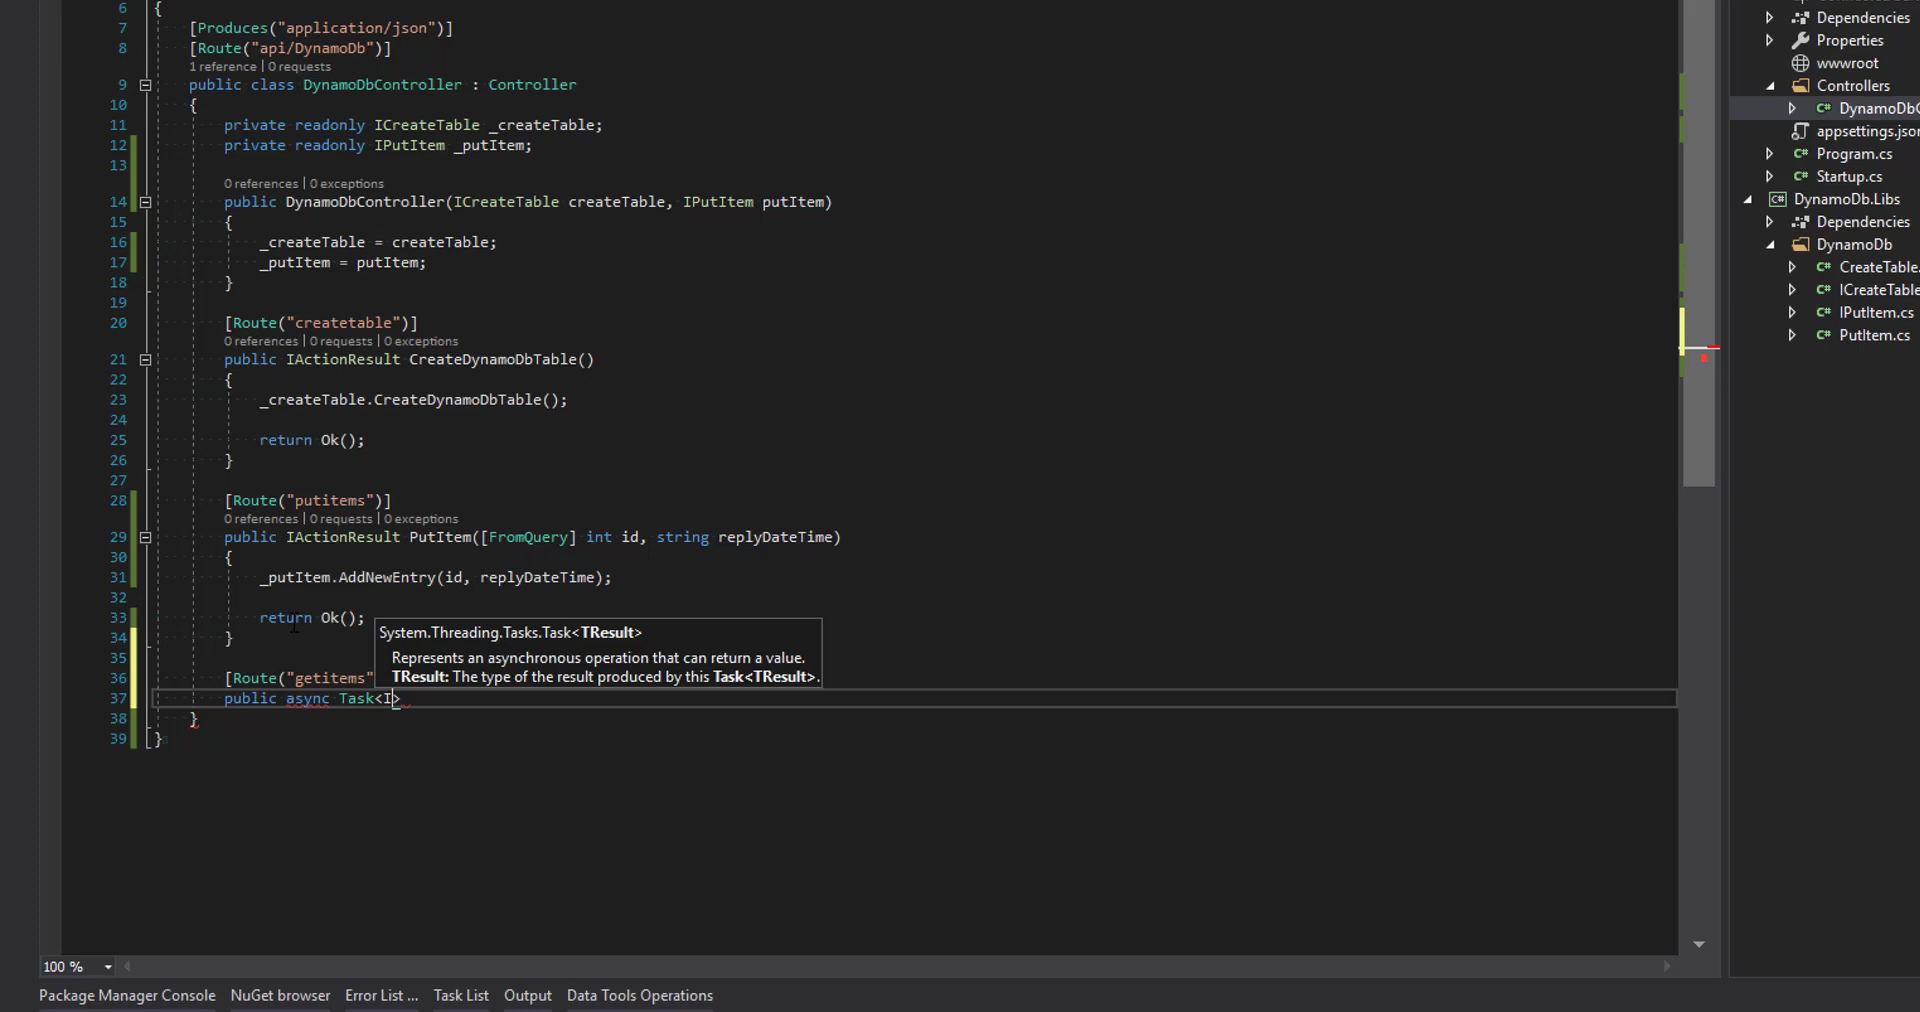 6 {
7 [Produces("application/json")]
8 [Route("api/DynamoDb")]
1 reference | 0 requests
9 public class DynamoDbController : Controller
10 {
11 private readonly ICreateTable _createTable;
12 private readonly IPutItem _putItem;
13
0 references | 0 exceptions
14 public DynamoDbController(ICreateTable createTable, IPutItem putItem)
15 {
16 _createTable = createTable;
17 _putItem = putItem;
18 }
19
20 [Route("createtable")]
0 references | 0 requests | 0 exceptions
21 public IActionResult CreateDynamoDbTable()
22 {
23 _createTable.CreateDynamoDbTable();
24
25 return Ok();
26 }
27
28 [Route("putitems")]
0 references | 0 requests | 0 exceptions
29 public IActionResult PutItem([FromQuery] int id, string replyDateTime)
30 {
31 _putItem.AddNewEntry(id, replyDateTime);
32
33 return Ok();
34 }
35
36 [Route("getitems"
37 public async Task<I>
38 }
39 }
System.Threading.Tasks.Task<TResult>
Represents an asynchronous operation that can return a value.
TResult: The type of the result produced by this Task<TResult>.
Dependencies
Properties
wwwroot
Controllers
C# DynamoDbC
appsettings.json
C# Program.cs
C# Startup.cs
C# DynamoDb.Libs
Dependencies
DynamoDb
C# CreateTable.
C# ICreateTable
C# IPutItem.cs
C# PutItem.cs
100 %
Package Manager Console NuGet browser Error List ... Task List Output Data Tools Operations